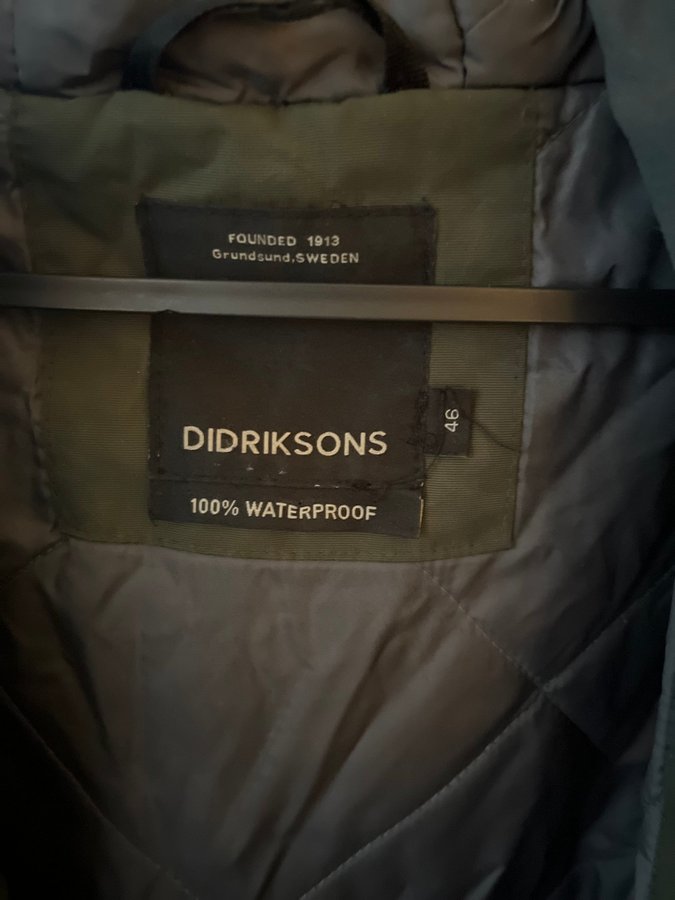 FOUNDED 1913
Grundsund,SWEDEN
DIDRIKSONS
46
100% WATERPROOF